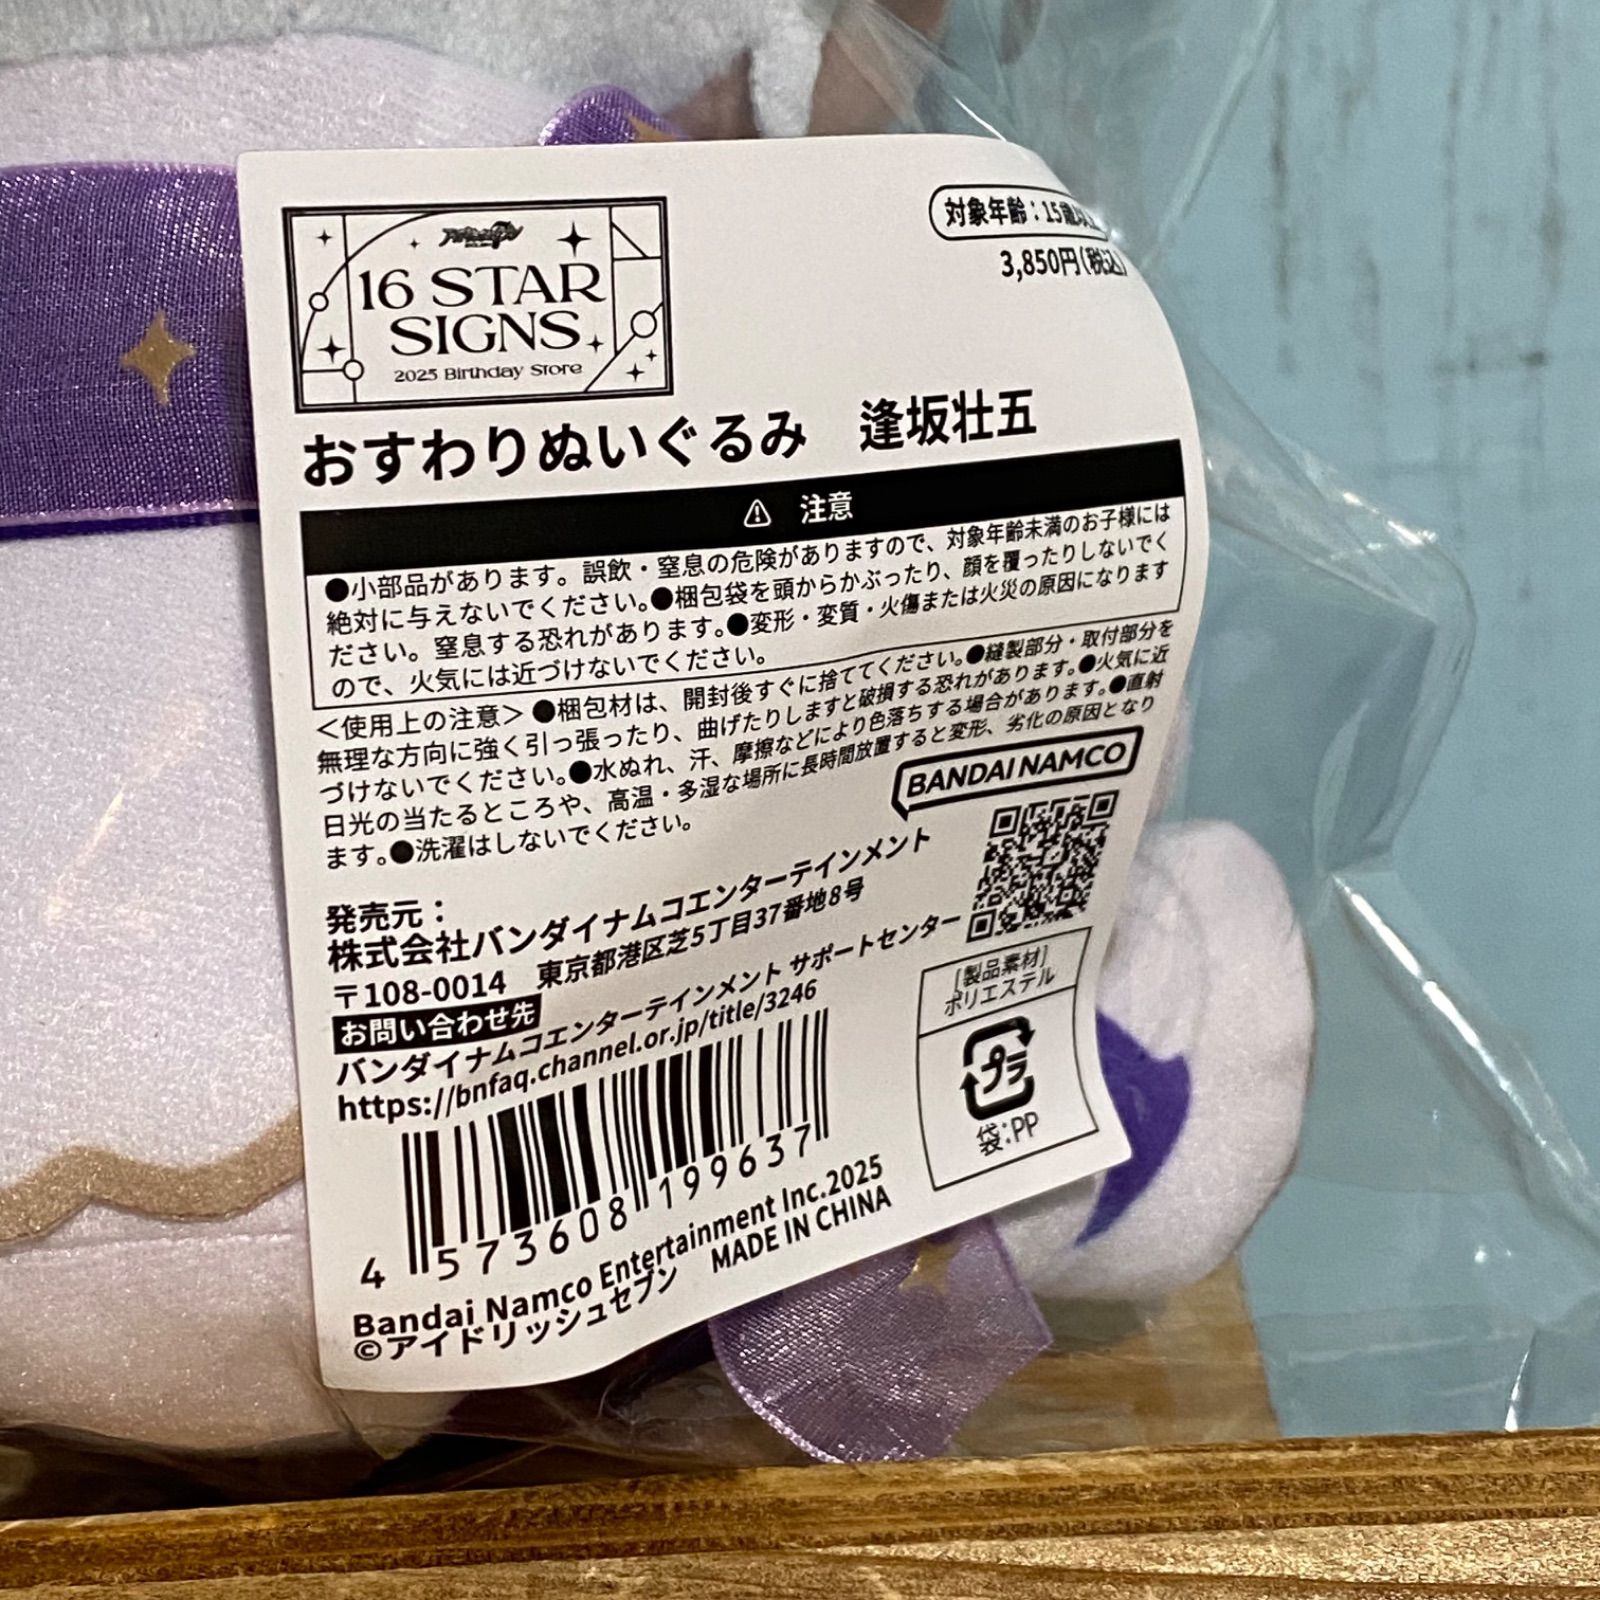 16 STAR
SIGNS
2025 Birthday Store
対象年齢：15歳以上
3,850円(税込)
おすわりぬいぐるみ　逢坂壮五
⚠ 注意
●小部品があります。誤飲・窒息の危険がありますので、対象年齢未満のお子様には
絶対に与えないでください。●梱包袋を頭からかぶったり、顔を覆ったりしないでく
ださい。窒息する恐れがあります。●変形・変質・火傷または火災の原因になります
ので、火気には近づけないでください。
＜使用上の注意＞●梱包材は、開封後すぐに捨ててください。●縫製部分・取付部分を
無理な方向に強く引っ張ったり、曲げたりしますと破損する恐れがあります。●火気に近
づけないでください。●水ぬれ、汗、摩擦などにより色落ちする場合があります。●直射
日光の当たるところや、高温・多湿な場所に長時間放置すると変形、劣化の原因となり
ます。●洗濯はしないでください。
BANDAI NAMCO
発売元：
株式会社バンダイナムコエンターテインメント
〒108-0014　東京都港区芝5丁目37番地8号
お問い合わせ先
バンダイナムコエンターテインメント サポートセンター
https://bnfaq.channel.or.jp/title/3246
[製品素材]
ポリエステル
プラ
袋:PP
4 573608 199637
Bandai Namco Entertainment Inc.2025
©アイドリッシュセブン　MADE IN CHINA